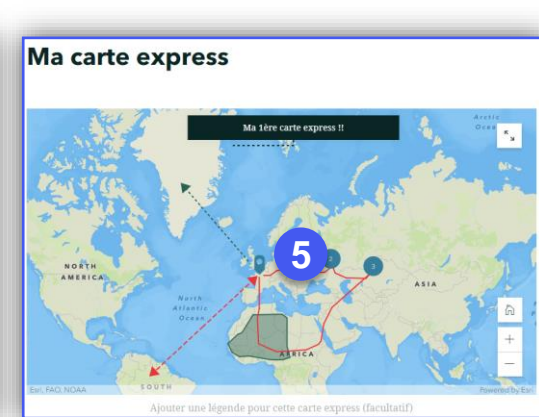 Ma carte express
Ma 1ère carte express !!
Arctic
Ocean
NORTH
AMERICA
North
Atlantic
Ocean
5
2
3
ASIA
AFRICA
SOUTH
+
−
Esri, FAO, NOAA
Powered by Esri
Ajouter une légende pour cette carte express (facultatif)